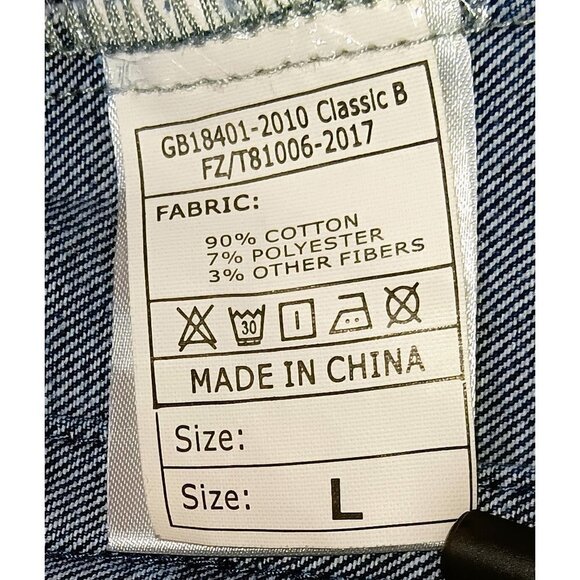 GB18401-2010 Classic B
FZ/T81006-2017
FABRIC:
90% COTTON
7% POLYESTER
3% OTHER FIBERS
30
MADE IN CHINA
Size:
Size: L